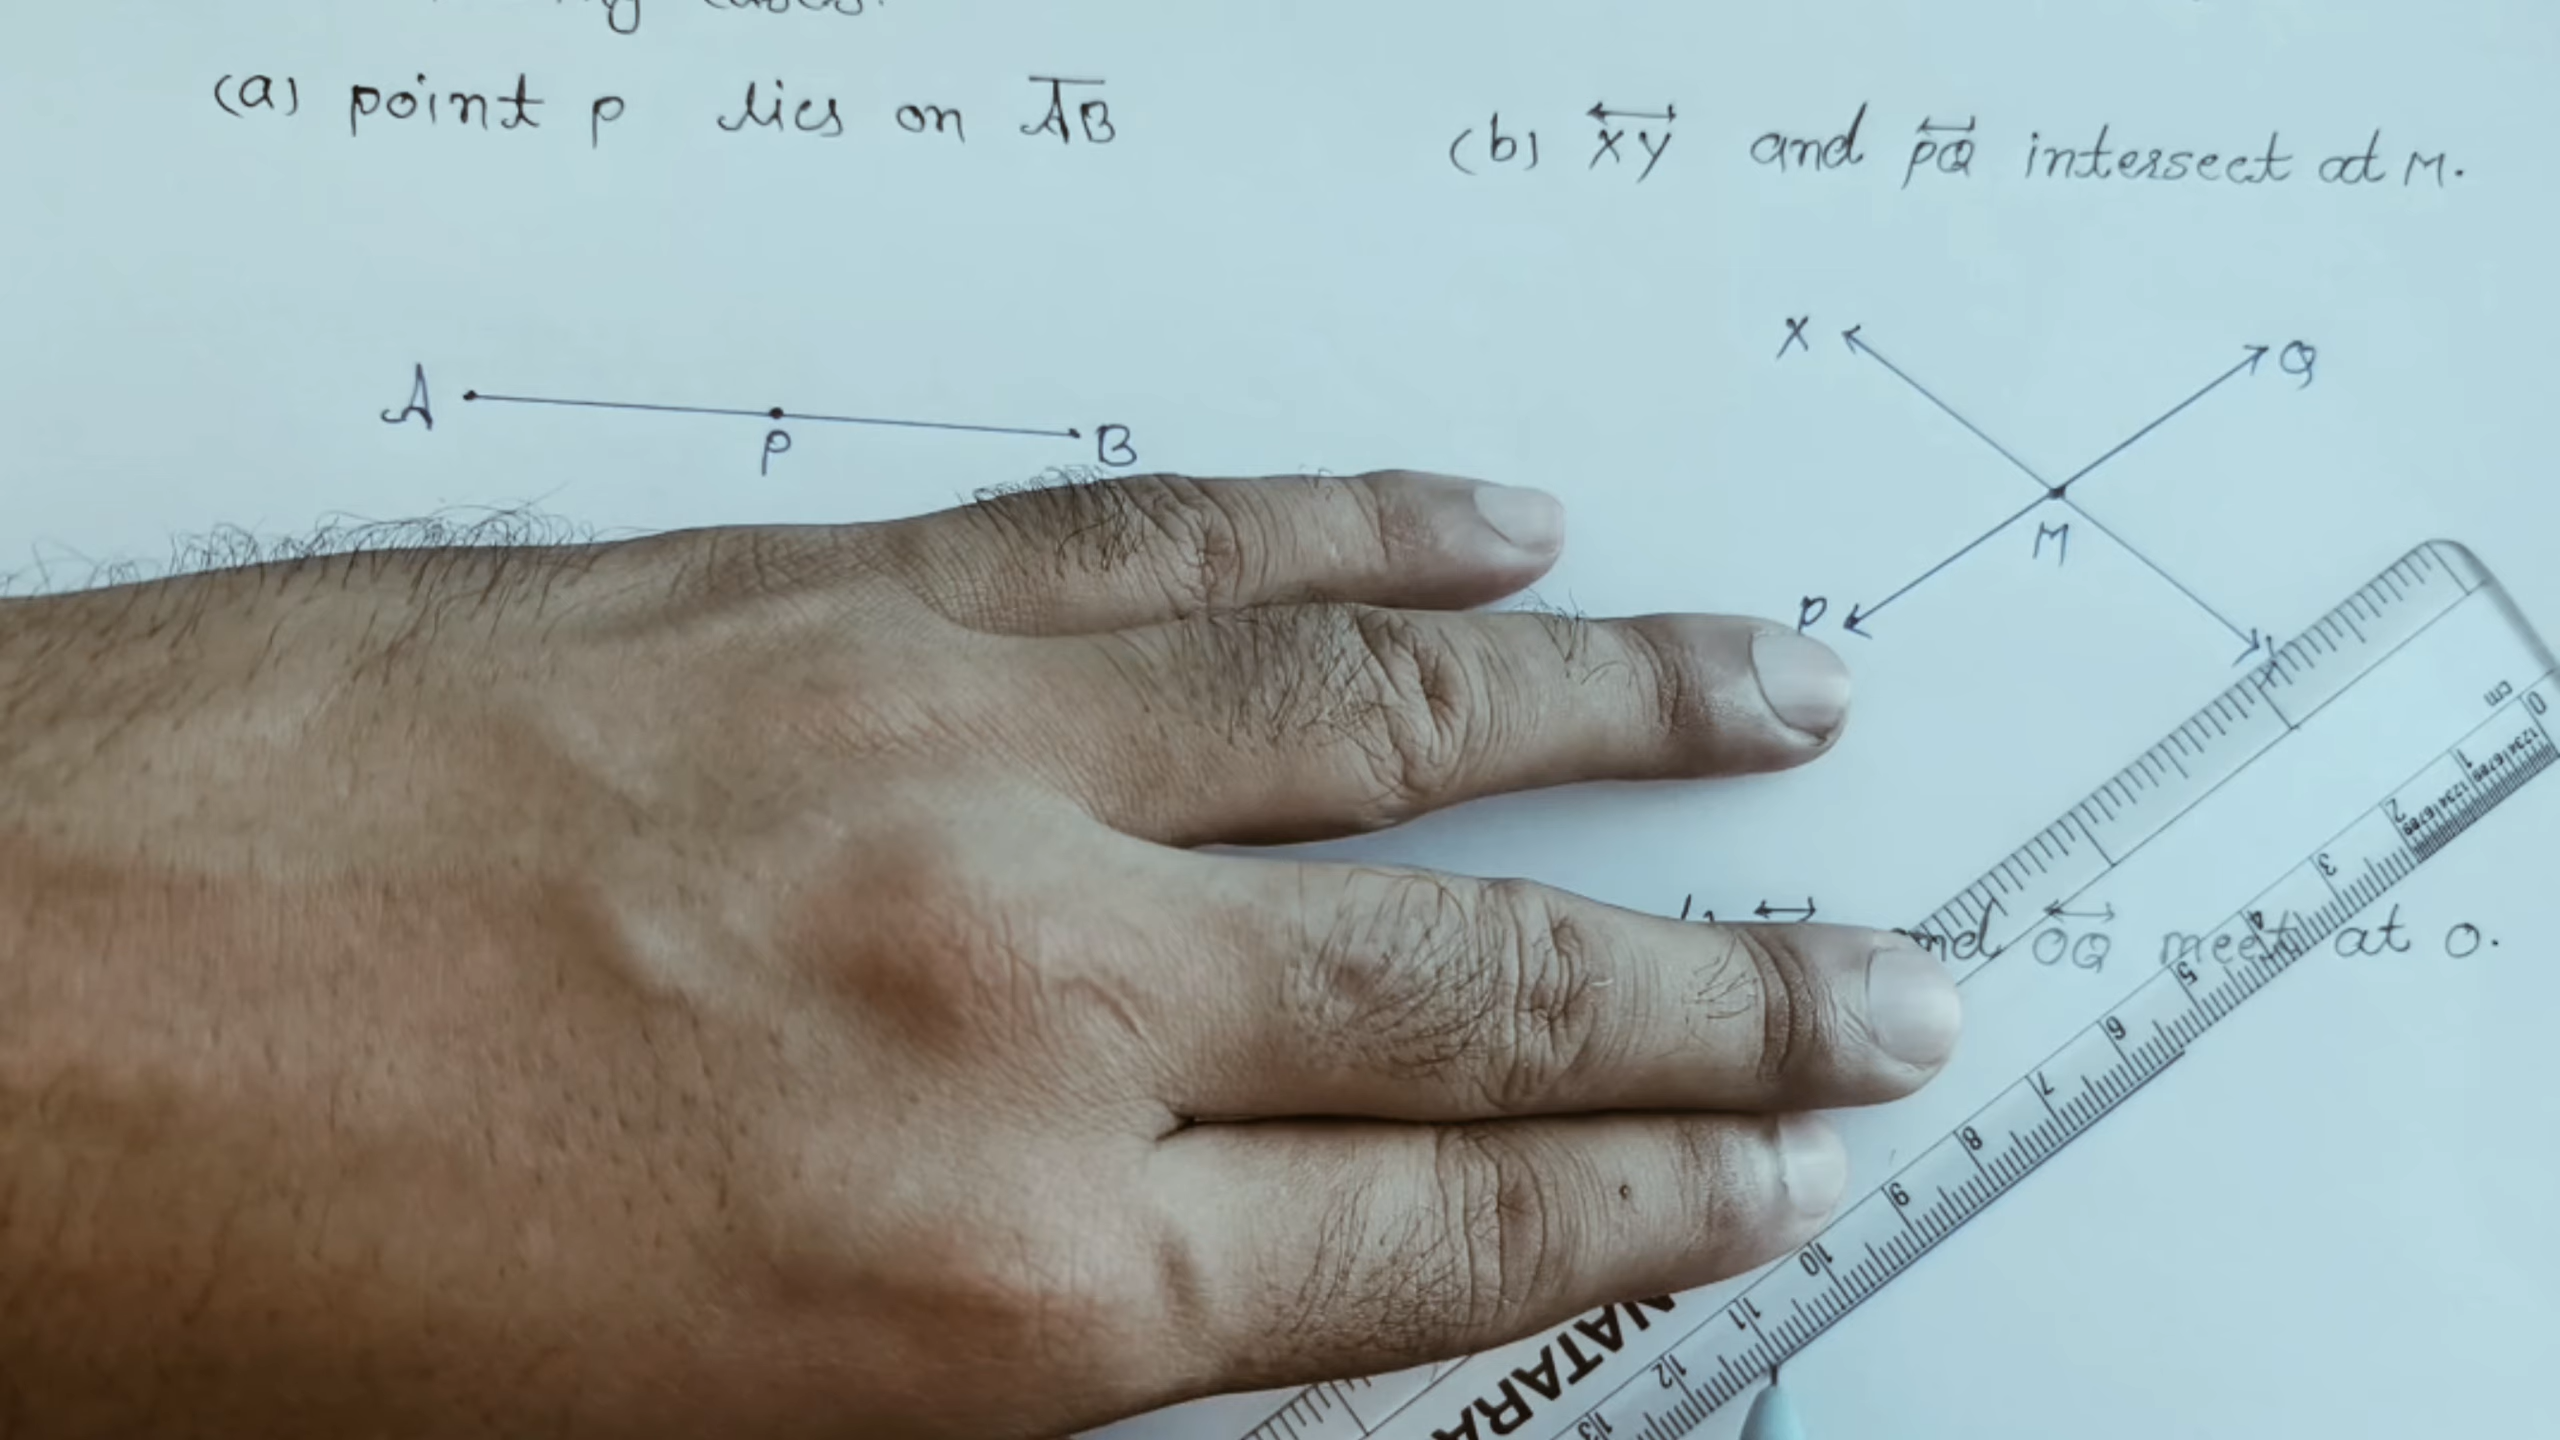 (a) point P lies on AB
(b) XY and PQ intersect at M.
A P B
X Q
M
P
nd OQ meet at O.
cm 0 1 2 3 4 5 6 7 8 9 10 11 12 13
NATARA